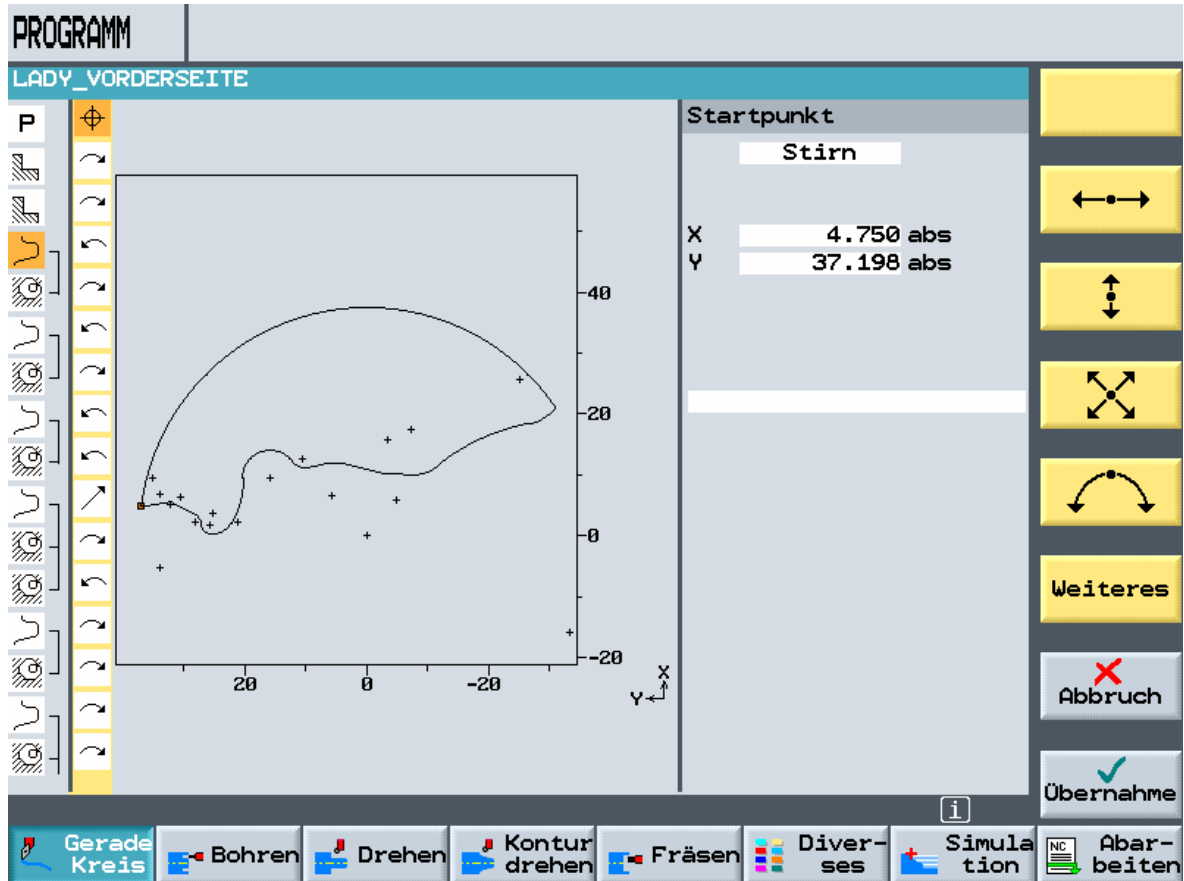 PROGRAMM
LADY_VORDERSEITE
P
Startpunkt
Stirn
X 4.750 abs
Y 37.198 abs
40
20
0
-20
20 0 -20
X
Y
Weiteres
Abbruch
Übernahme
i
Gerade
Kreis
Bohren
Drehen
Kontur
drehen
Fräsen
Diver-
ses
Simula
tion
NC
Abar-
beiten